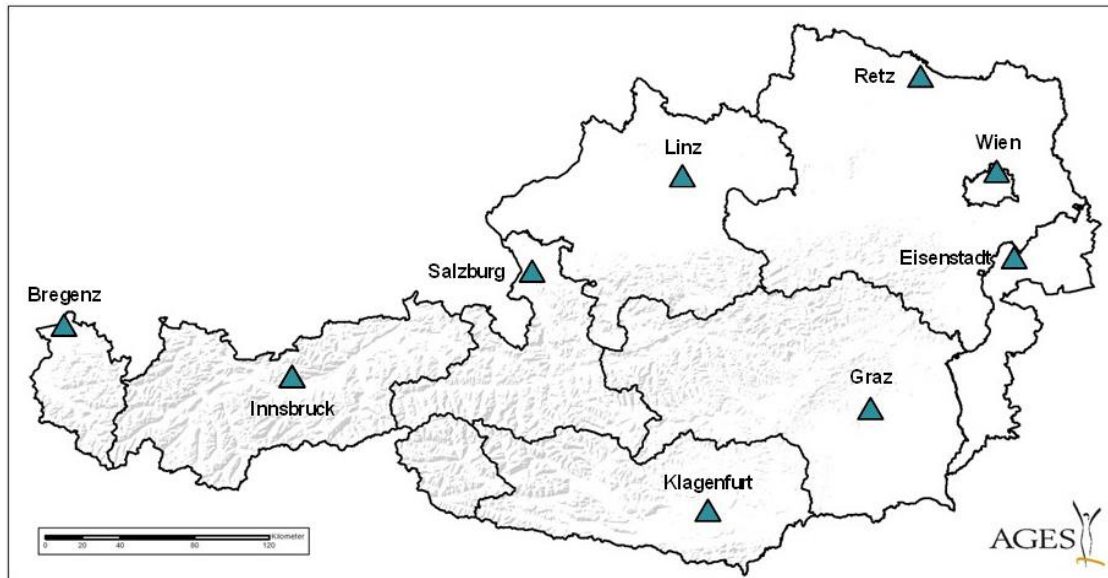 Retz
Linz
Wien
Eisenstadt
Salzburg
Bregenz
Graz
Innsbruck
Klagenfurt
Kilometer
0 20 40 80 120
AGES